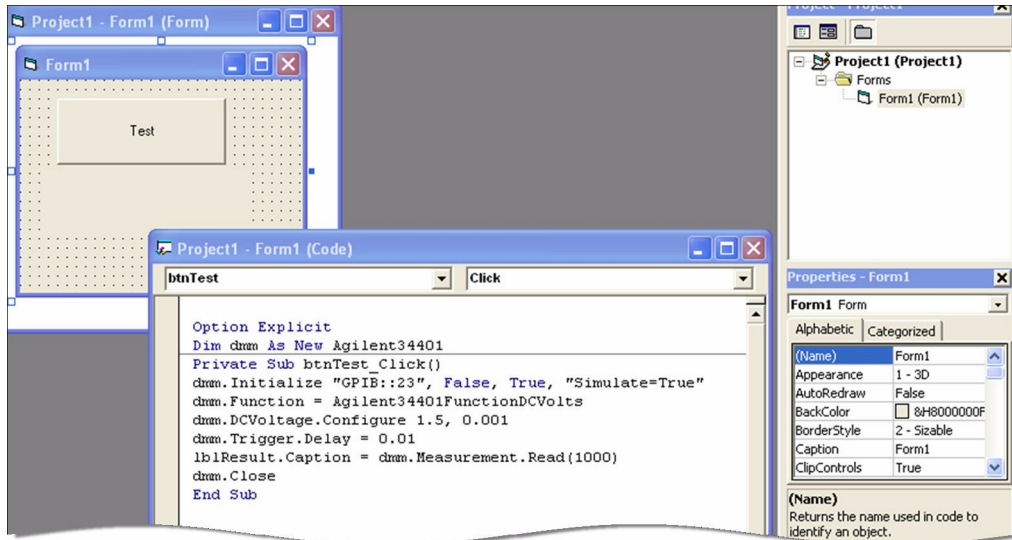 Project1 - Form1 (Form)
Form1
Test
Project1 - Form1 (Code)
btnTest
Click
Option Explicit
Dim dmm As New Agilent34401
Private Sub btnTest_Click()
dmm.Initialize "GPIB::23", False, True, "Simulate=True"
dmm.Function = Agilent34401FunctionDCVolts
dmm.DCVoltage.Configure 1.5, 0.001
dmm.Trigger.Delay = 0.01
lblResult.Caption = dmm.Measurement.Read(1000)
dmm.Close
End Sub
Project - Project1
Project1 (Project1)
Forms
Form1 (Form1)
Properties - Form1
Form1 Form
Alphabetic Categorized
(Name) Form1
Appearance 1 - 3D
AutoRedraw False
BackColor &H8000000F
BorderStyle 2 - Sizable
Caption Form1
ClipControls True
(Name)
Returns the name used in code to
identify an object.